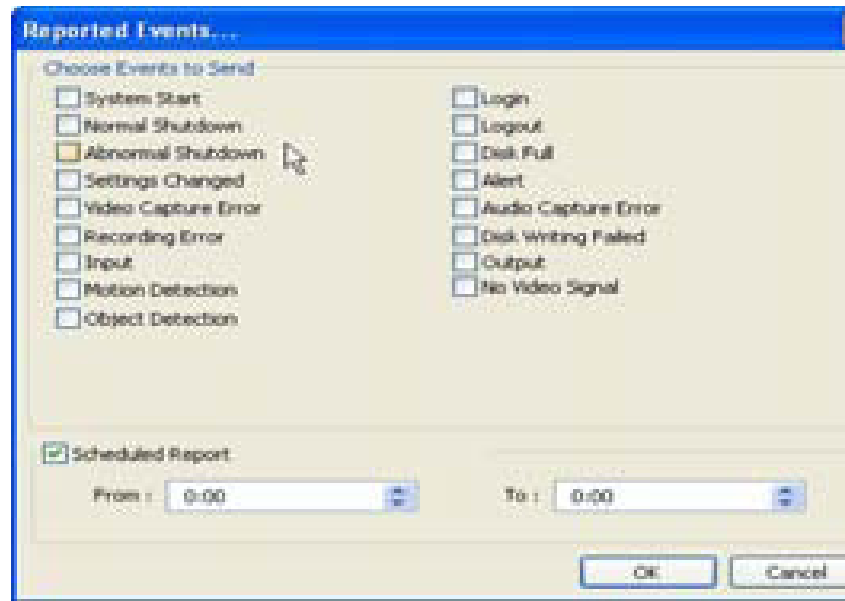 Reported Events...
Choose Events to Send
System Start
Normal Shutdown
Abnormal Shutdown
Settings Changed
Video Capture Error
Recording Error
Input
Motion Detection
Object Detection
Login
Logout
Disk Full
Alert
Audio Capture Error
Disk Writing Failed
Output
No Video Signal
Scheduled Report
From : 0:00
To : 0:00
OK
Cancel